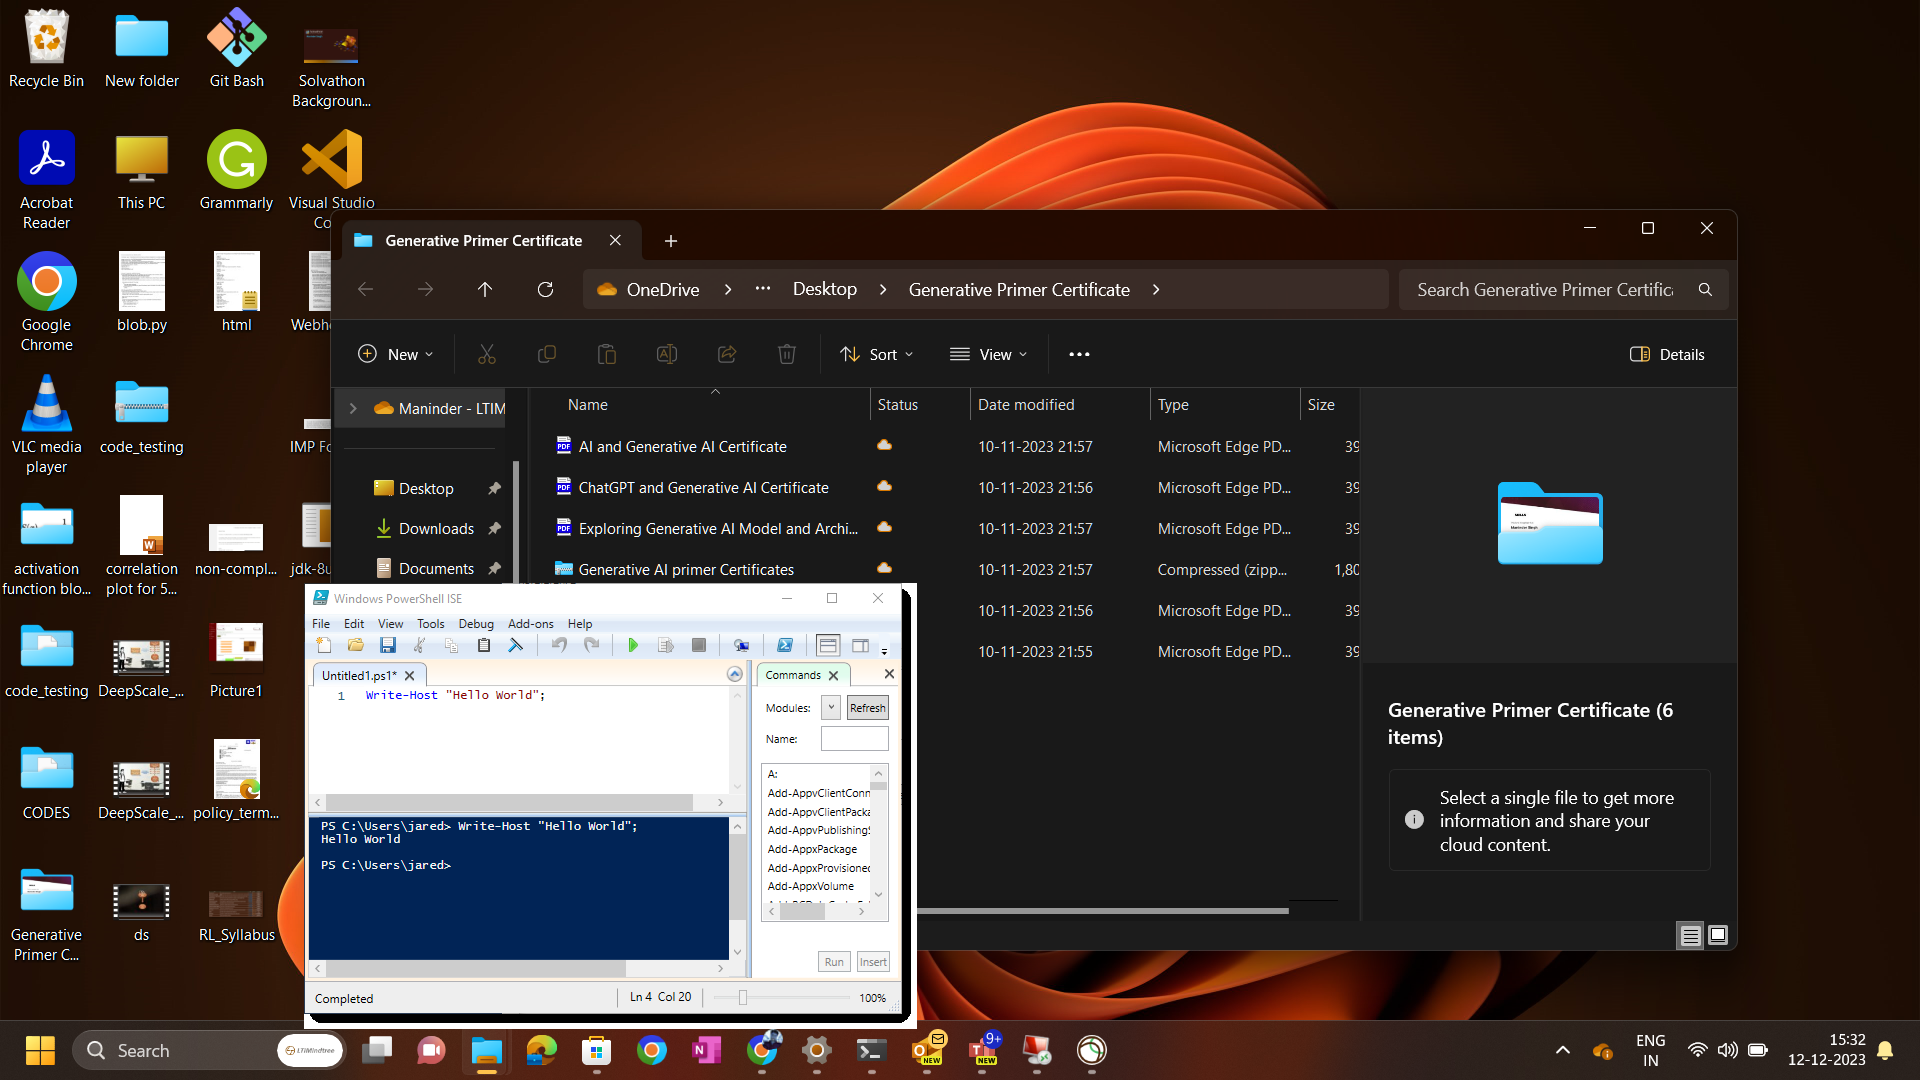 Recycle Bin
New folder
Git Bash
Solvathon
Backgroun...
Acrobat
Reader
This PC
Grammarly
Visual Studio
Co
Google
Chrome
blob.py
html
Webh
VLC media
player
code_testing
IMP Fo
activation
function blo...
correlation
plot for 5...
non-compl...
jdk-8u
code_testing
DeepScale_...
Picture1
CODES
DeepScale_...
policy_term...
Generative
Primer C...
ds
RL_Syllabus
Generative Primer Certificate
OneDrive
Desktop
Generative Primer Certificate
Search Generative Primer Certific
New
Sort
View
Details
Maninder - LTIM
Desktop
Downloads
Documents
Name Status Date modified Type Size
PDF AI and Generative AI Certificate 10-11-2023 21:57 Microsoft Edge PD... 39
PDF ChatGPT and Generative AI Certificate 10-11-2023 21:56 Microsoft Edge PD... 39
PDF Exploring Generative AI Model and Archi... 10-11-2023 21:57 Microsoft Edge PD... 39
Generative AI primer Certificates 10-11-2023 21:57 Compressed (zipp... 1,80
10-11-2023 21:56 Microsoft Edge PD... 39
10-11-2023 21:55 Microsoft Edge PD... 39
Generative Primer Certificate (6
items)
Select a single file to get more
information and share your
cloud content.
Windows PowerShell ISE
File Edit View Tools Debug Add-ons Help
Untitled1.ps1*
1 Write-Host "Hello World";
PS C:\Users\jared> Write-Host "Hello World";
Hello World
PS C:\Users\jared>
Commands
Modules:
Refresh
Name:
A:
Add-AppvClientConn
Add-AppvClientPacka
Add-AppvPublishing
Add-AppxPackage
Add-AppxProvisioned
Add-AppxVolume
Run
Insert
Completed
Ln 4 Col 20
100%
Search
LTIMindtree
NEW
9+
NEW
ENG
IN
15:32
12-12-2023